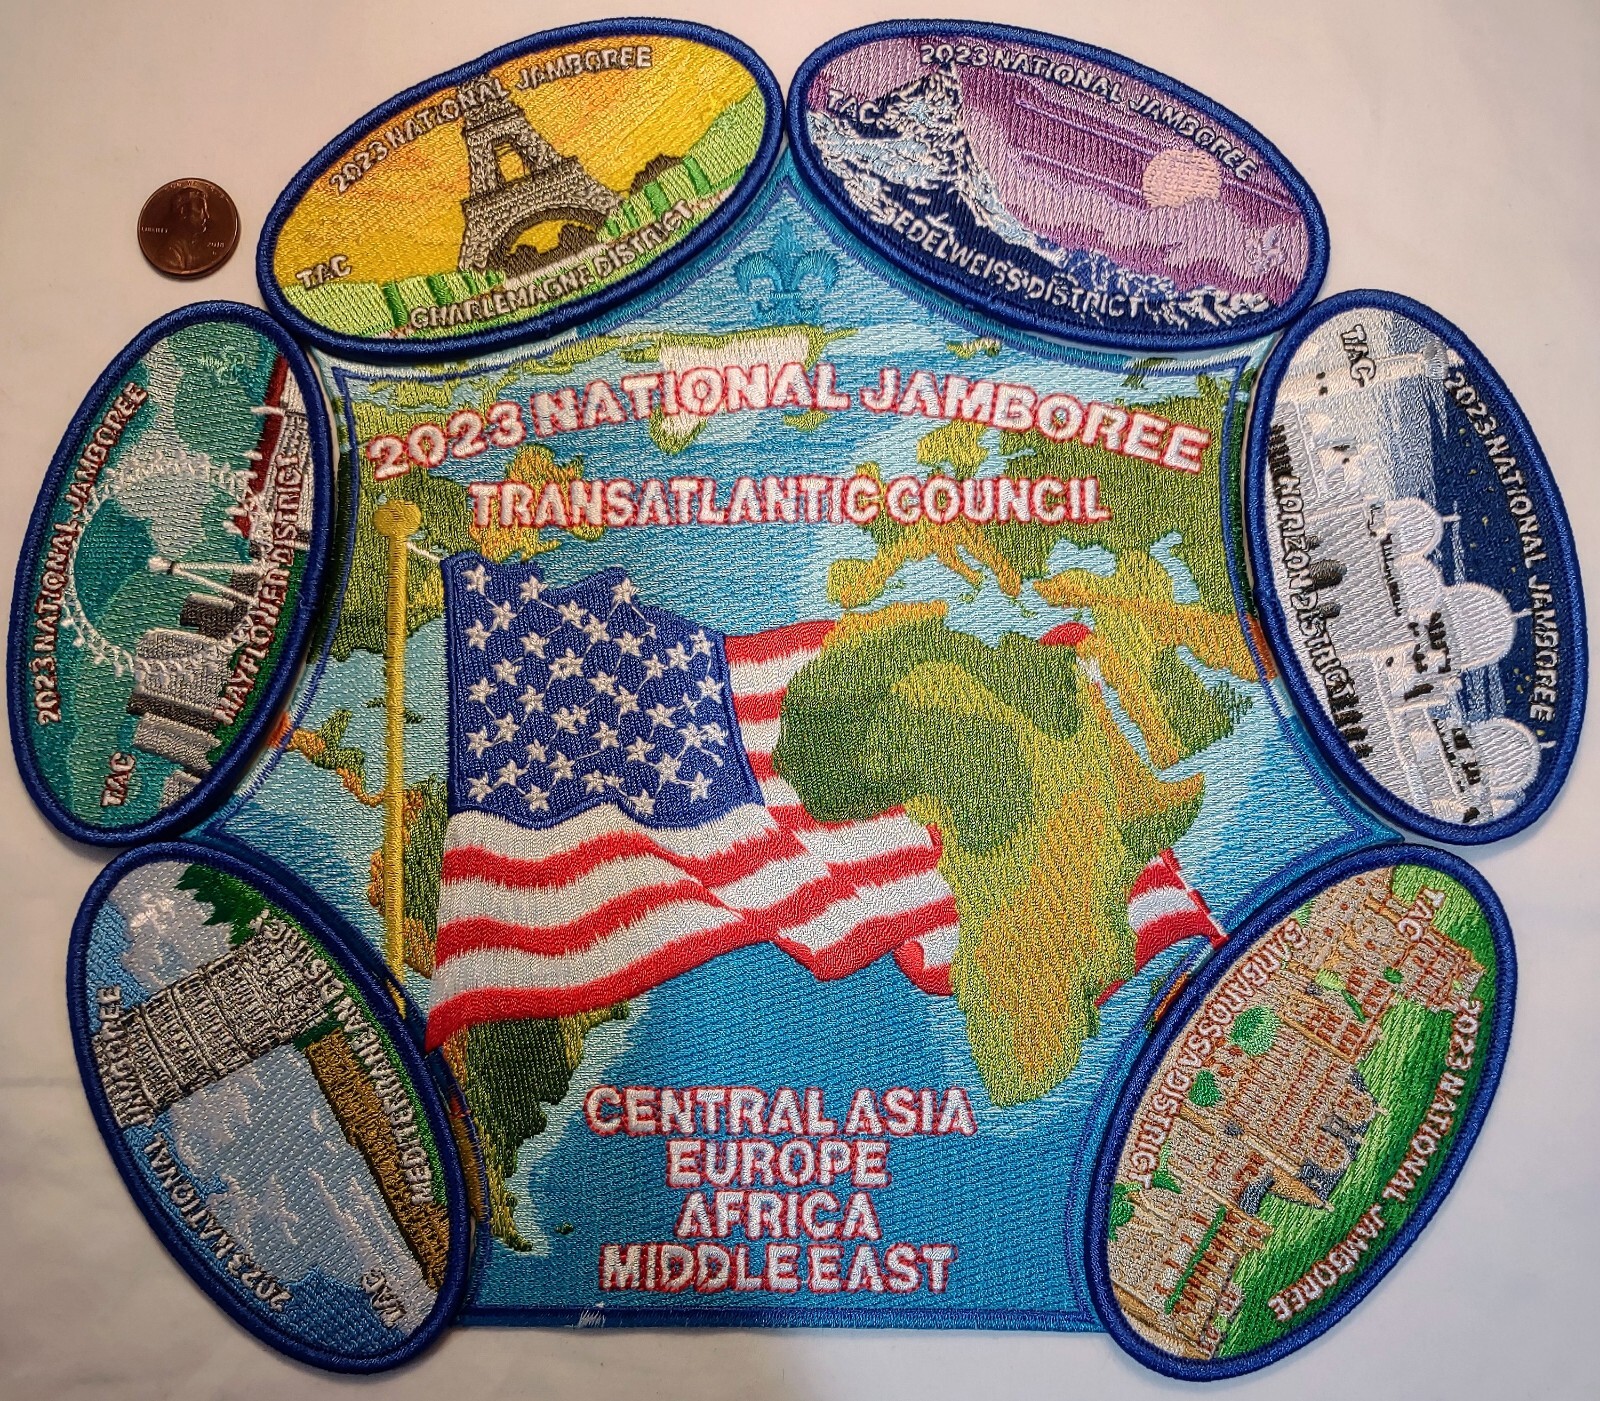 2023 NATIONAL JAMBOREE
TAC
CHARLEMAGNE DISTRICT
2023 NATIONAL JAMBOREE
TAC
EDELWEISS DISTRICT
2023 NATIONAL JAMBOREE
TAC
MAYFLOWER DISTRICT
2023 NATIONAL JAMBOREE
TRANSATLANTIC COUNCIL
TAC
2023 NATIONAL JAMBOREE
HORIZON DISTRICT
2023 NATIONAL JAMBOREE
TAC
MEDITERRANEAN DISTRICT
TAC
BARBAROSSA DISTRICT
2023 NATIONAL JAMBOREE
CENTRAL ASIA
EUROPE
AFRICA
MIDDLE EAST